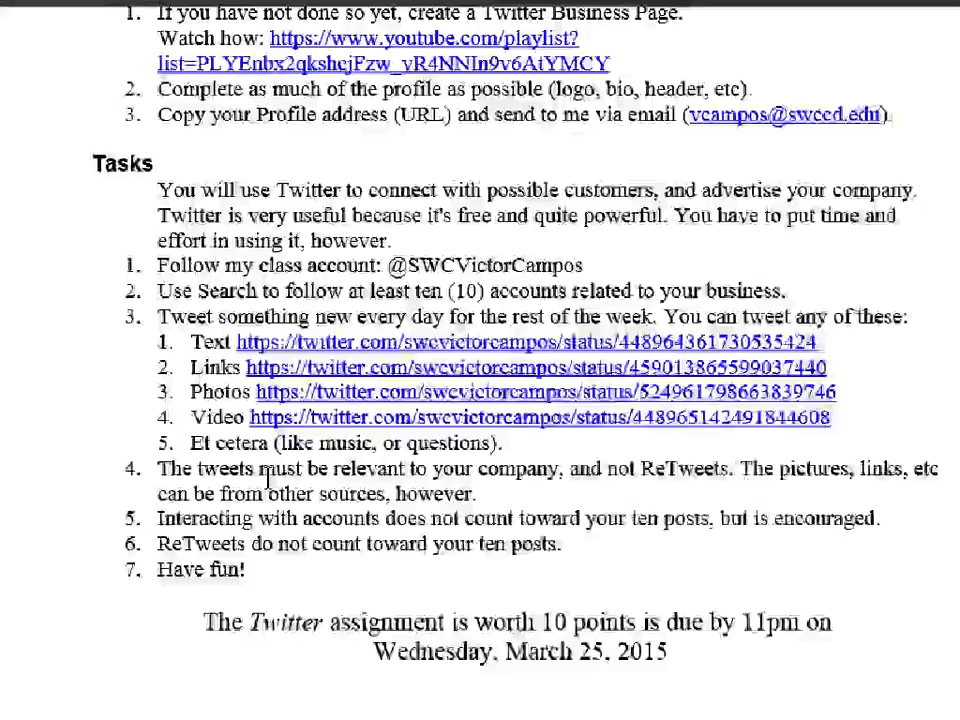 1. If you have not done so yet, create a Twitter Business Page.
Watch how: https://www.youtube.com/playlist?
list=PLYEnbx2qkshcjFzw_vR4NNIn9v6AtYMCY
2. Complete as much of the profile as possible (logo, bio, header, etc).
3. Copy your Profile address (URL) and send to me via email (vcampos@swccd.edu).
Tasks
You will use Twitter to connect with possible customers, and advertise your company.
Twitter is very useful because it's free and quite powerful. You have to put time and
effort in using it, however.
1. Follow my class account: @SWCVictorCampos
2. Use Search to follow at least ten (10) accounts related to your business.
3. Tweet something new every day for the rest of the week. You can tweet any of these:
1. Text https://twitter.com/swcvictorcampos/status/448964361730535424
2. Links https://twitter.com/swcvictorcampos/status/459013865599037440
3. Photos https://twitter.com/swcvictorcampos/status/524961798663839746
4. Video https://twitter.com/swcvictorcampos/status/448965142491844608
5. Et cetera (like music, or questions).
4. The tweets must be relevant to your company, and not ReTweets. The pictures, links, etc
can be from other sources, however.
5. Interacting with accounts does not count toward your ten posts, but is encouraged.
6. ReTweets do not count toward your ten posts.
7. Have fun!
The Twitter assignment is worth 10 points is due by 11pm on
Wednesday, March 25, 2015